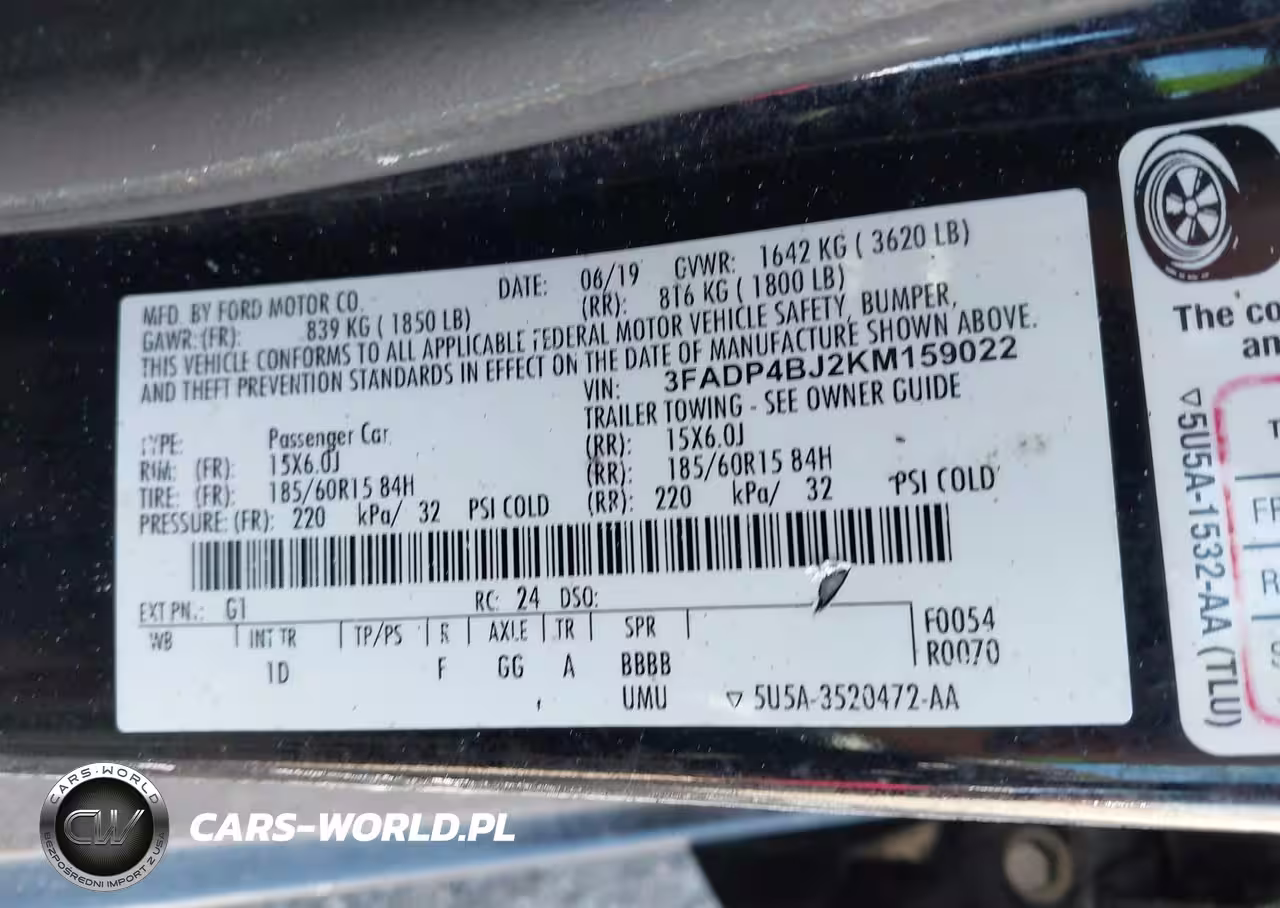 MFD. BY FORD MOTOR CO. DATE: 06/19 GVWR: 1642 KG ( 3620 LB)
GAWR: (FR): 839 KG ( 1850 LB) (RR): 816 KG ( 1800 LB)
THIS VEHICLE CONFORMS TO ALL APPLICABLE FEDERAL MOTOR VEHICLE SAFETY, BUMPER,
AND THEFT PREVENTION STANDARDS IN EFFECT ON THE DATE OF MANUFACTURE SHOWN ABOVE.
VIN: 3FADP4BJ2KM159022
TRAILER TOWING - SEE OWNER GUIDE
TYPE: Passenger Car
RIM: (FR): 15X6.0J (RR): 15X6.0J
TIRE: (FR): 185/60R15 84H (RR): 185/60R15 84H
PRESSURE: (FR): 220 kPa/ 32 PSI COLD (RR): 220 kPa/ 32 PSI COLD
EXT PN.: G1 RC: 24 DSO:
WB INT TR TP/PS R AXLE TR SPR F0054
1D F GG A BBBB R0070
UMU ▽ 5U5A-3520472-AA
The co
an
▽5U5A-1532-AA (TLU)
T
R
CARS-WORLD
CW
BEZPOŚREDNI IMPORT Z USA
CARS-WORLD.PL